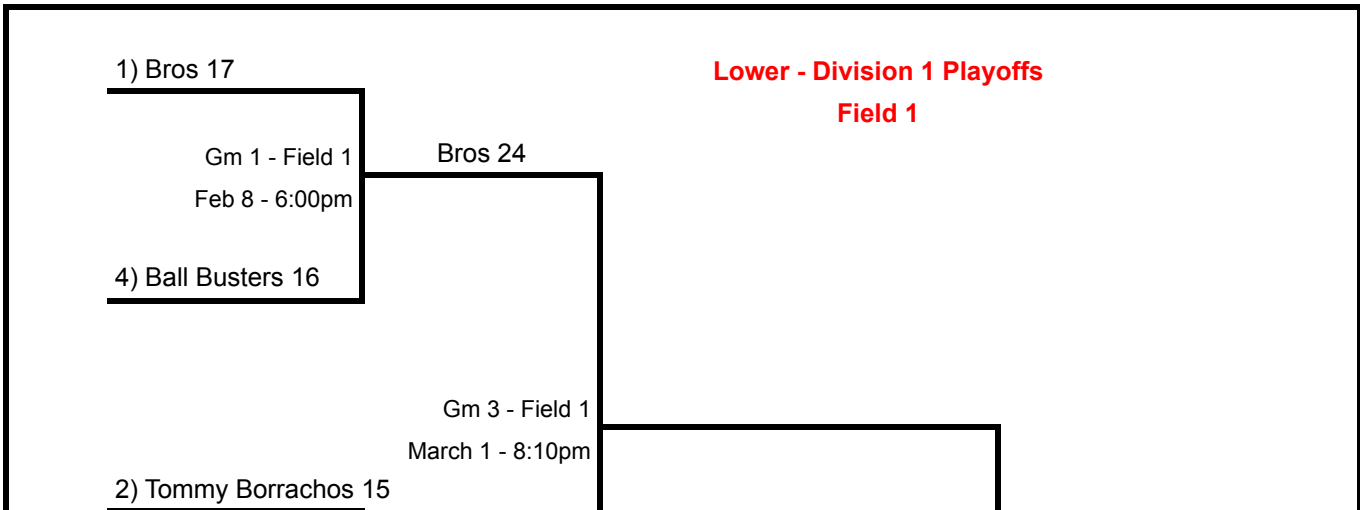 1) Bros 17
Lower - Division 1 Playoffs
Field 1
Gm 1 - Field 1
Bros 24
Feb 8 - 6:00pm
4) Ball Busters 16
Gm 3 - Field 1
March 1 - 8:10pm
2) Tommy Borrachos 15